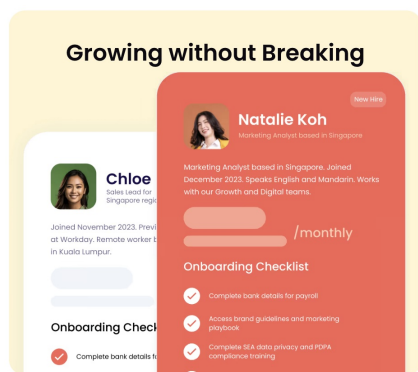 Growing without Breaking
New Hire
Natalie Koh
Marketing Analyst based in Singapore
Marketing Analyst based in Singapore. Joined
December 2023. Speaks English and Mandarin. Works
with our Growth and Digital teams.
/monthly
Onboarding Checklist
Complete bank details for payroll
Access brand guidelines and marketing
playbook
Complete SEA data privacy and PDPA
compliance training
Chloe
Sales Lead for
Singapore regio
Joined November 2023. Previ
at Workday. Remote worker b
in Kuala Lumpur.
Onboarding Check
Complete bank details fo